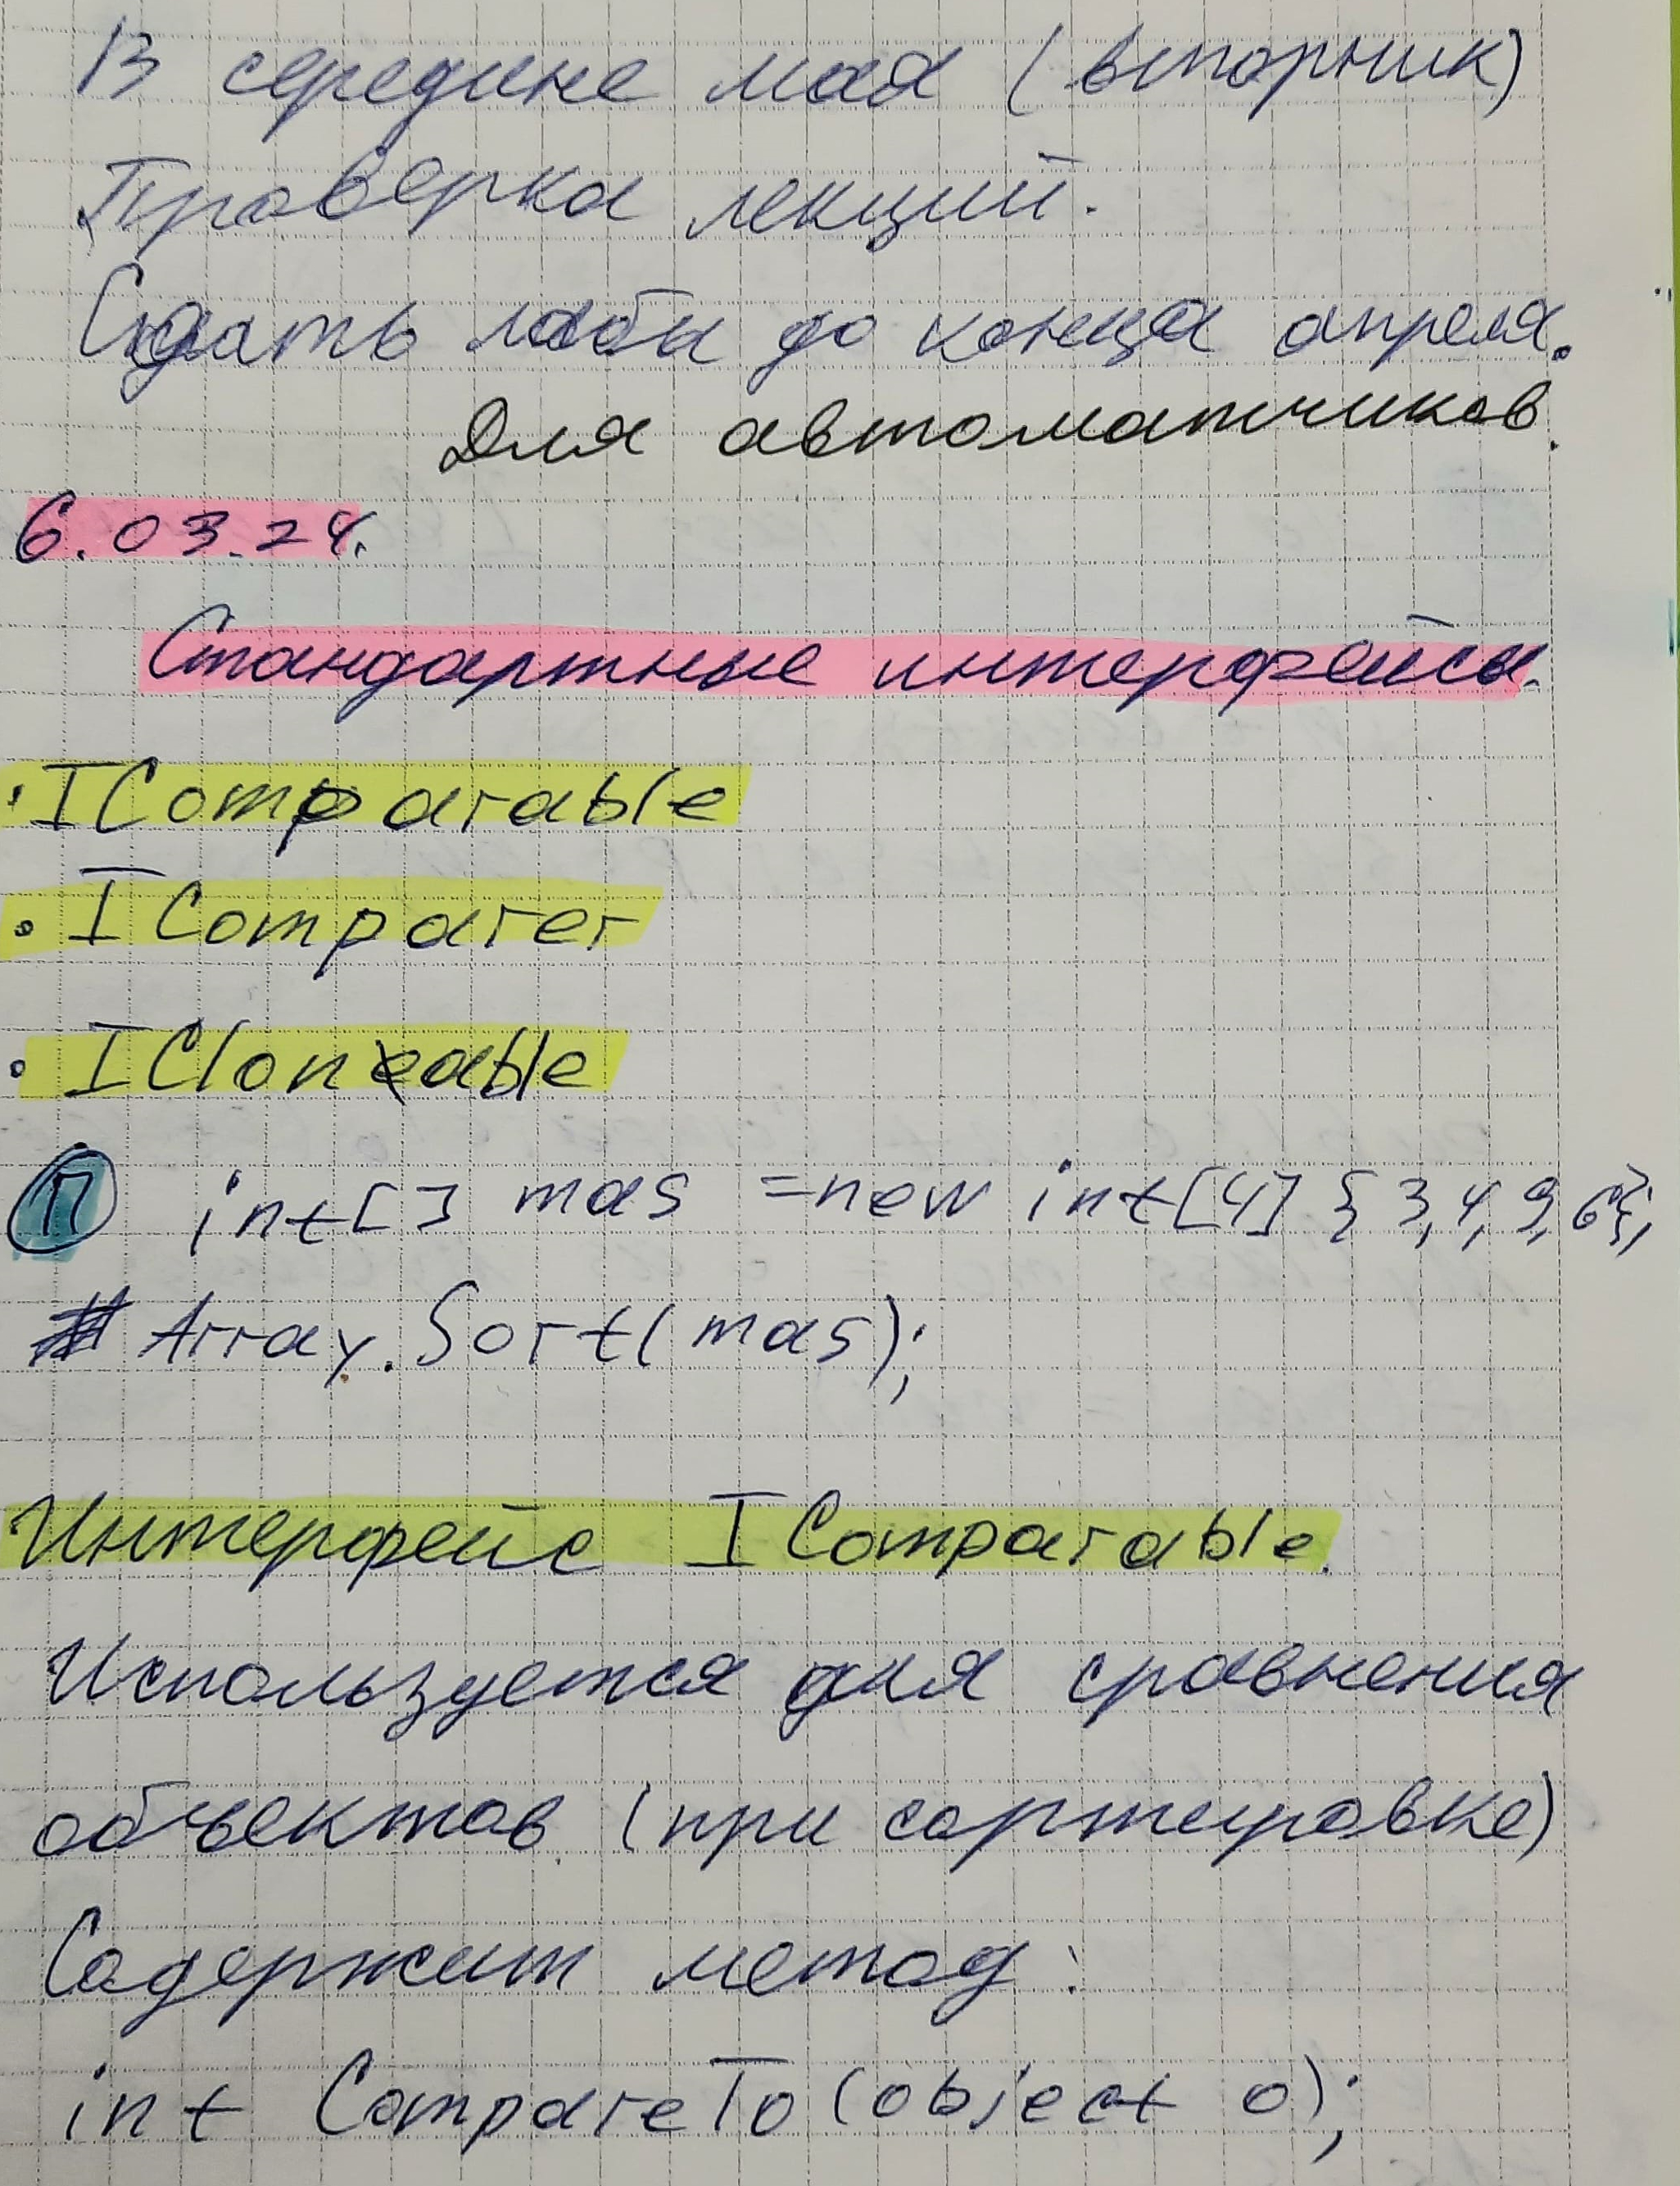 В середине мая (вторник)
Проверка лекций.
Сдать лабы до конца апреля.
Для автоматчиков.
6.03.24.
Стандартные интерфейсы.
· IComparable
· IComparer
· ICloneable
П int[] mas = new int[4] { 3, 4, 9, 6};
Array.Sort(mas);
Интерфейс IComparable.
Используется для сравнения
объектов (при сортировке)
Содержит метод:
int CompareTo(object o);